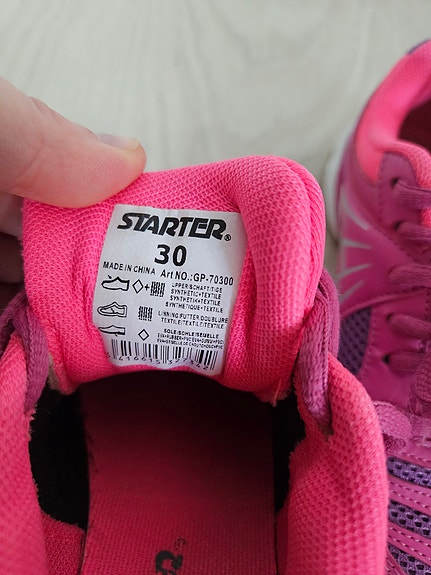 STARTER®
30
MADE IN CHINA Art NO.:GP-70300
UPPER/SCHAFT/TIGE
SYNTHETIC+TEXTILE
SYNTHETIK+TEXTIL
SYNTHETIQUE+TEXTILE
LINNING/FUTTER/DOUBLURE
TEXTILE/TEXTILE/TEXTILE
SOLE/SOHLE/SEMELLE